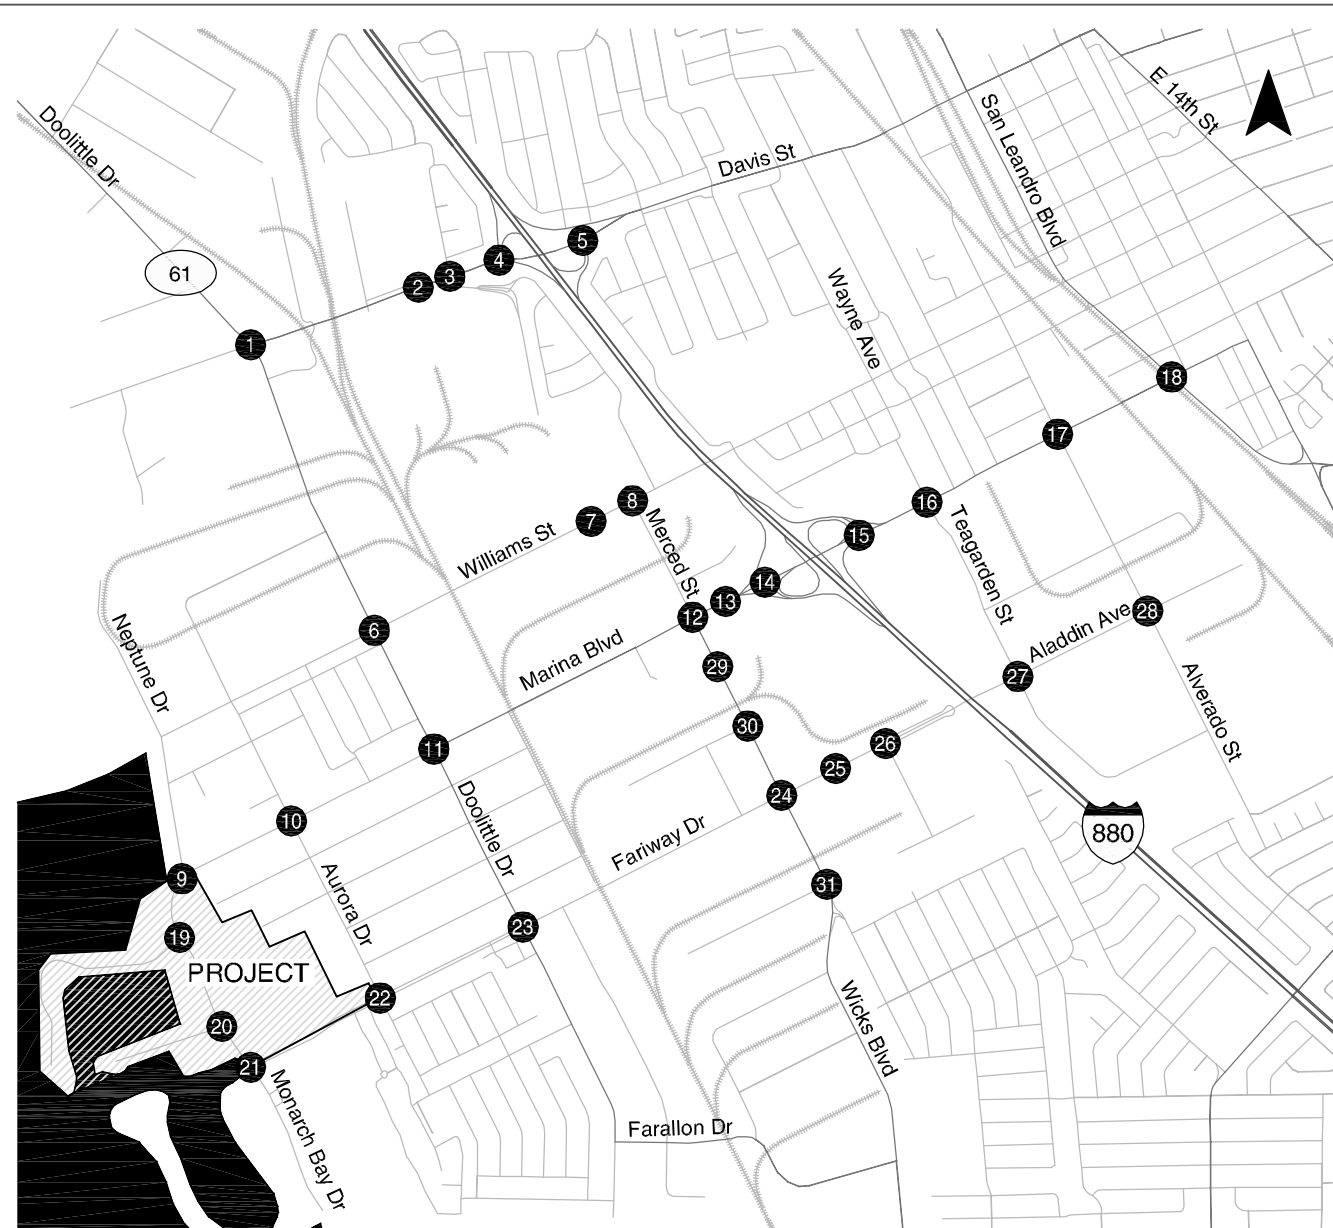 E 14th St
San Leandro Blvd
Doolittle Dr
Davis St
5
4
61
3
2
Wayne Ave
1
18
17
8
16
7
Williams St
Merced St
15
Teagarden St
14
13
28
12
6
Aladdin Ave
Neptune Dr
Marina Blvd
29
27
Alverado St
30
26
11
25
24
10
Doolittle Dr
Fariway Dr
880
9
31
Aurora Dr
23
19
PROJECT
22
20
Wicks Blvd
21
Monarch Bay Dr
Farallon Dr